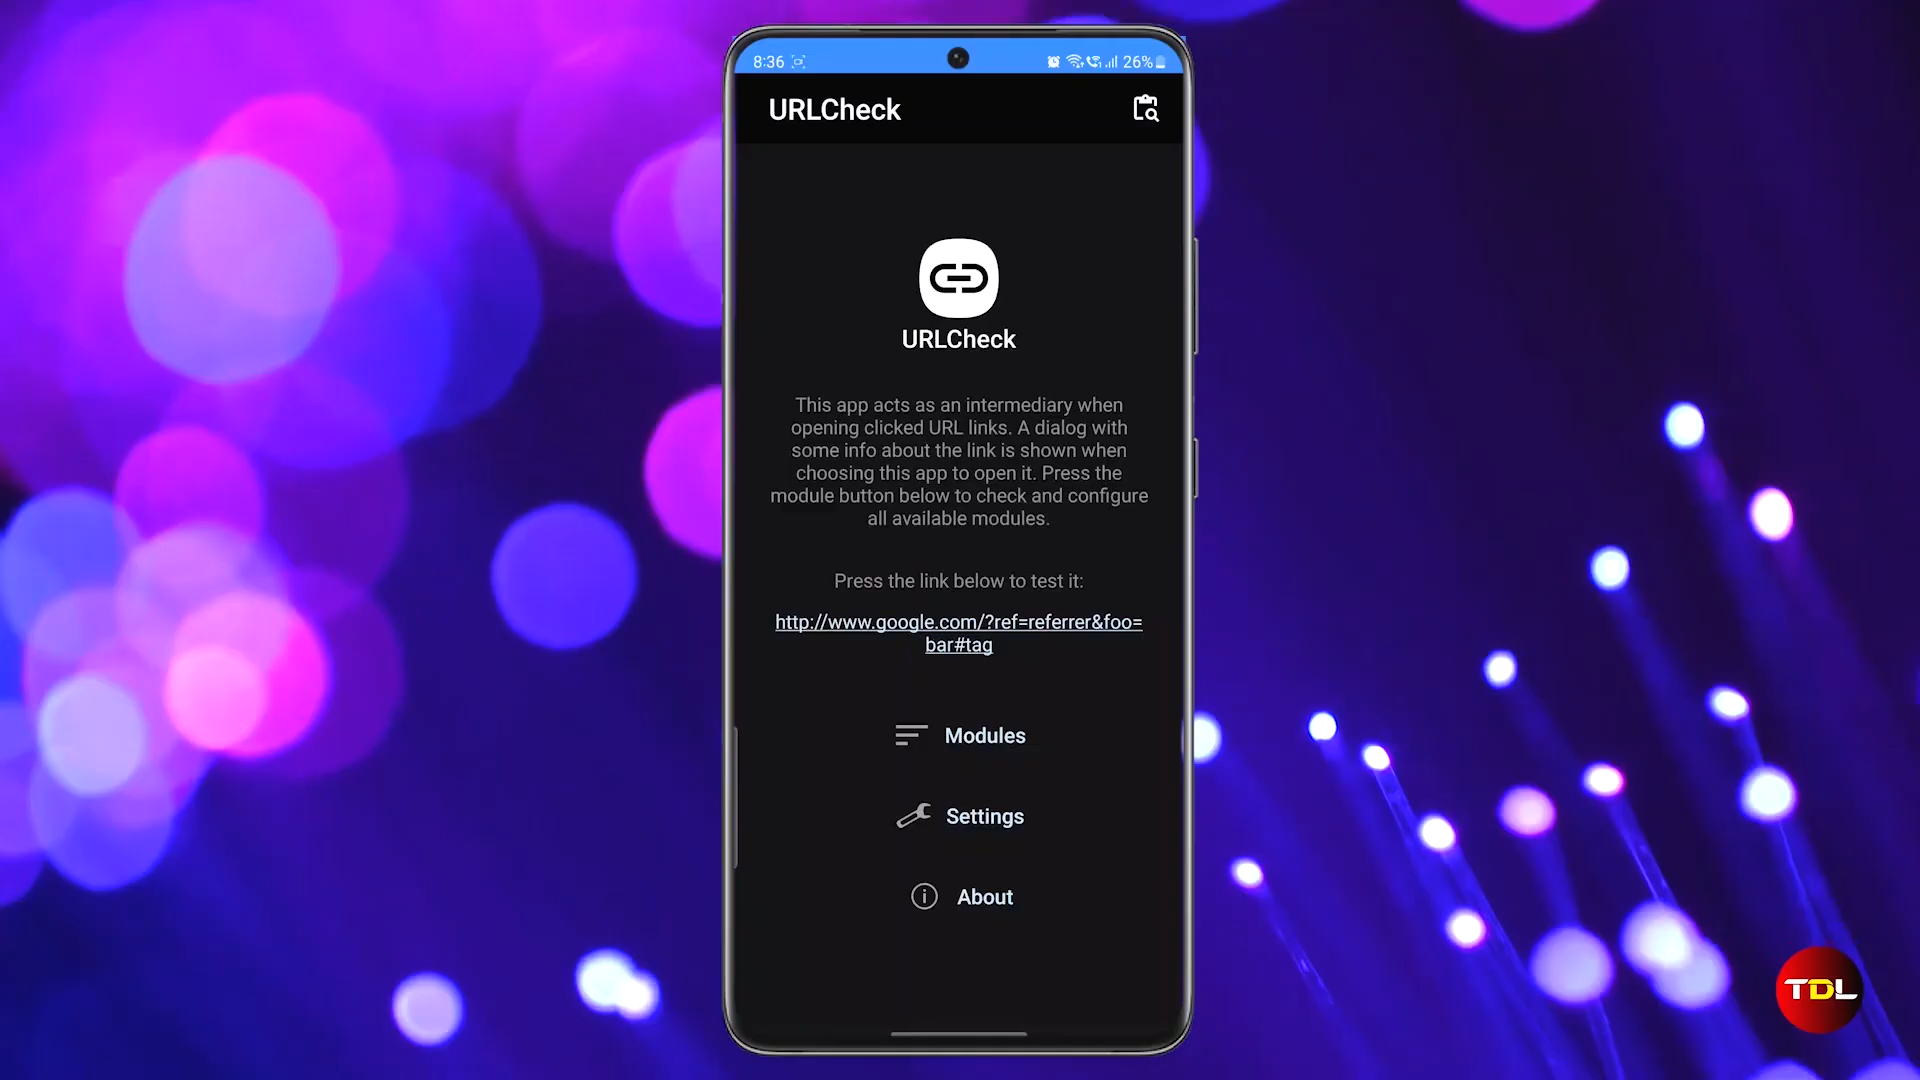 8:36
26%
URLCheck
URLCheck
This app acts as an intermediary when
opening clicked URL links. A dialog with
some info about the link is shown when
choosing this app to open it. Press the
module button below to check and configure
all available modules.
Press the link below to test it:
http://www.google.com/?ref=referrer&foo=
bar#tag
Modules
Settings
About
TDL